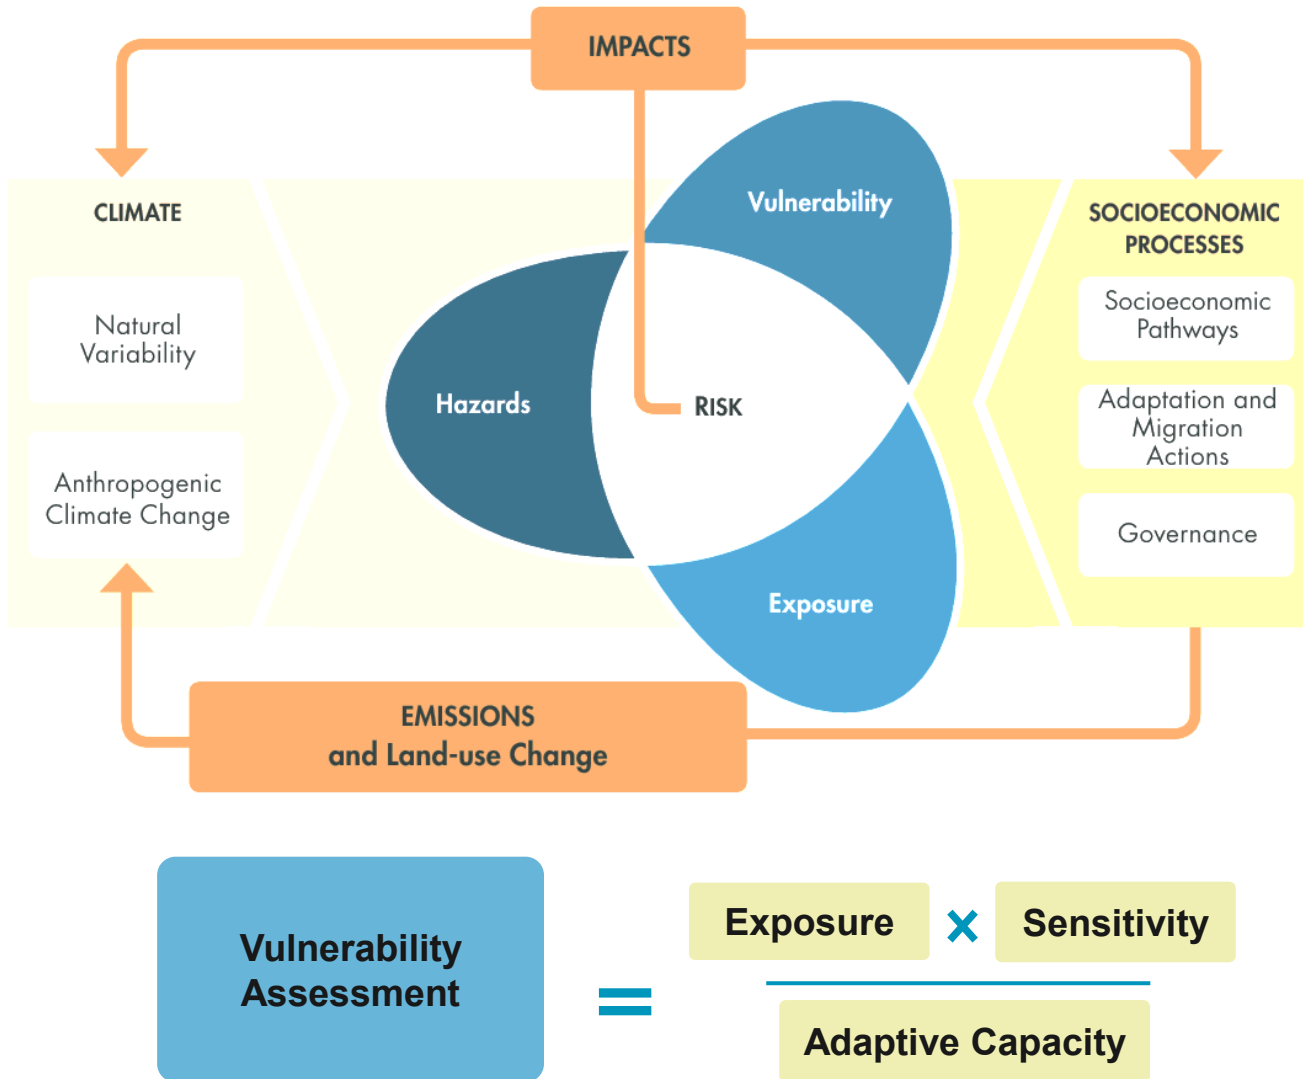 IMPACTS
CLIMATE
Natural
Variability
Anthropogenic
Climate Change
Vulnerability
Hazards
RISK
Exposure
SOCIOECONOMIC
PROCESSES
Socioeconomic
Pathways
Adaptation and
Migration
Actions
Governance
EMISSIONS
and Land-use Change
Vulnerability
Assessment
=
Exposure × Sensitivity
Adaptive Capacity